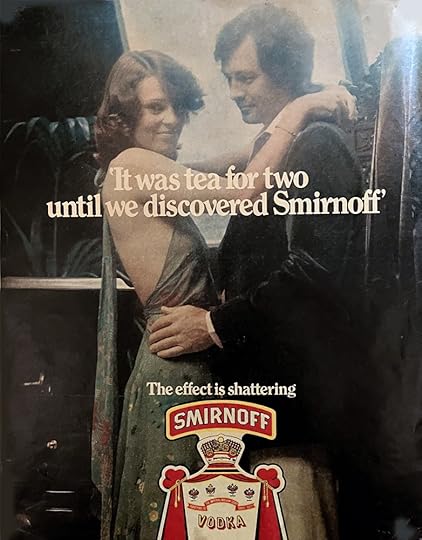 'It was tea for two
until we discovered Smirnoff'
The effect is shattering
SMIRNOFF
VODKA